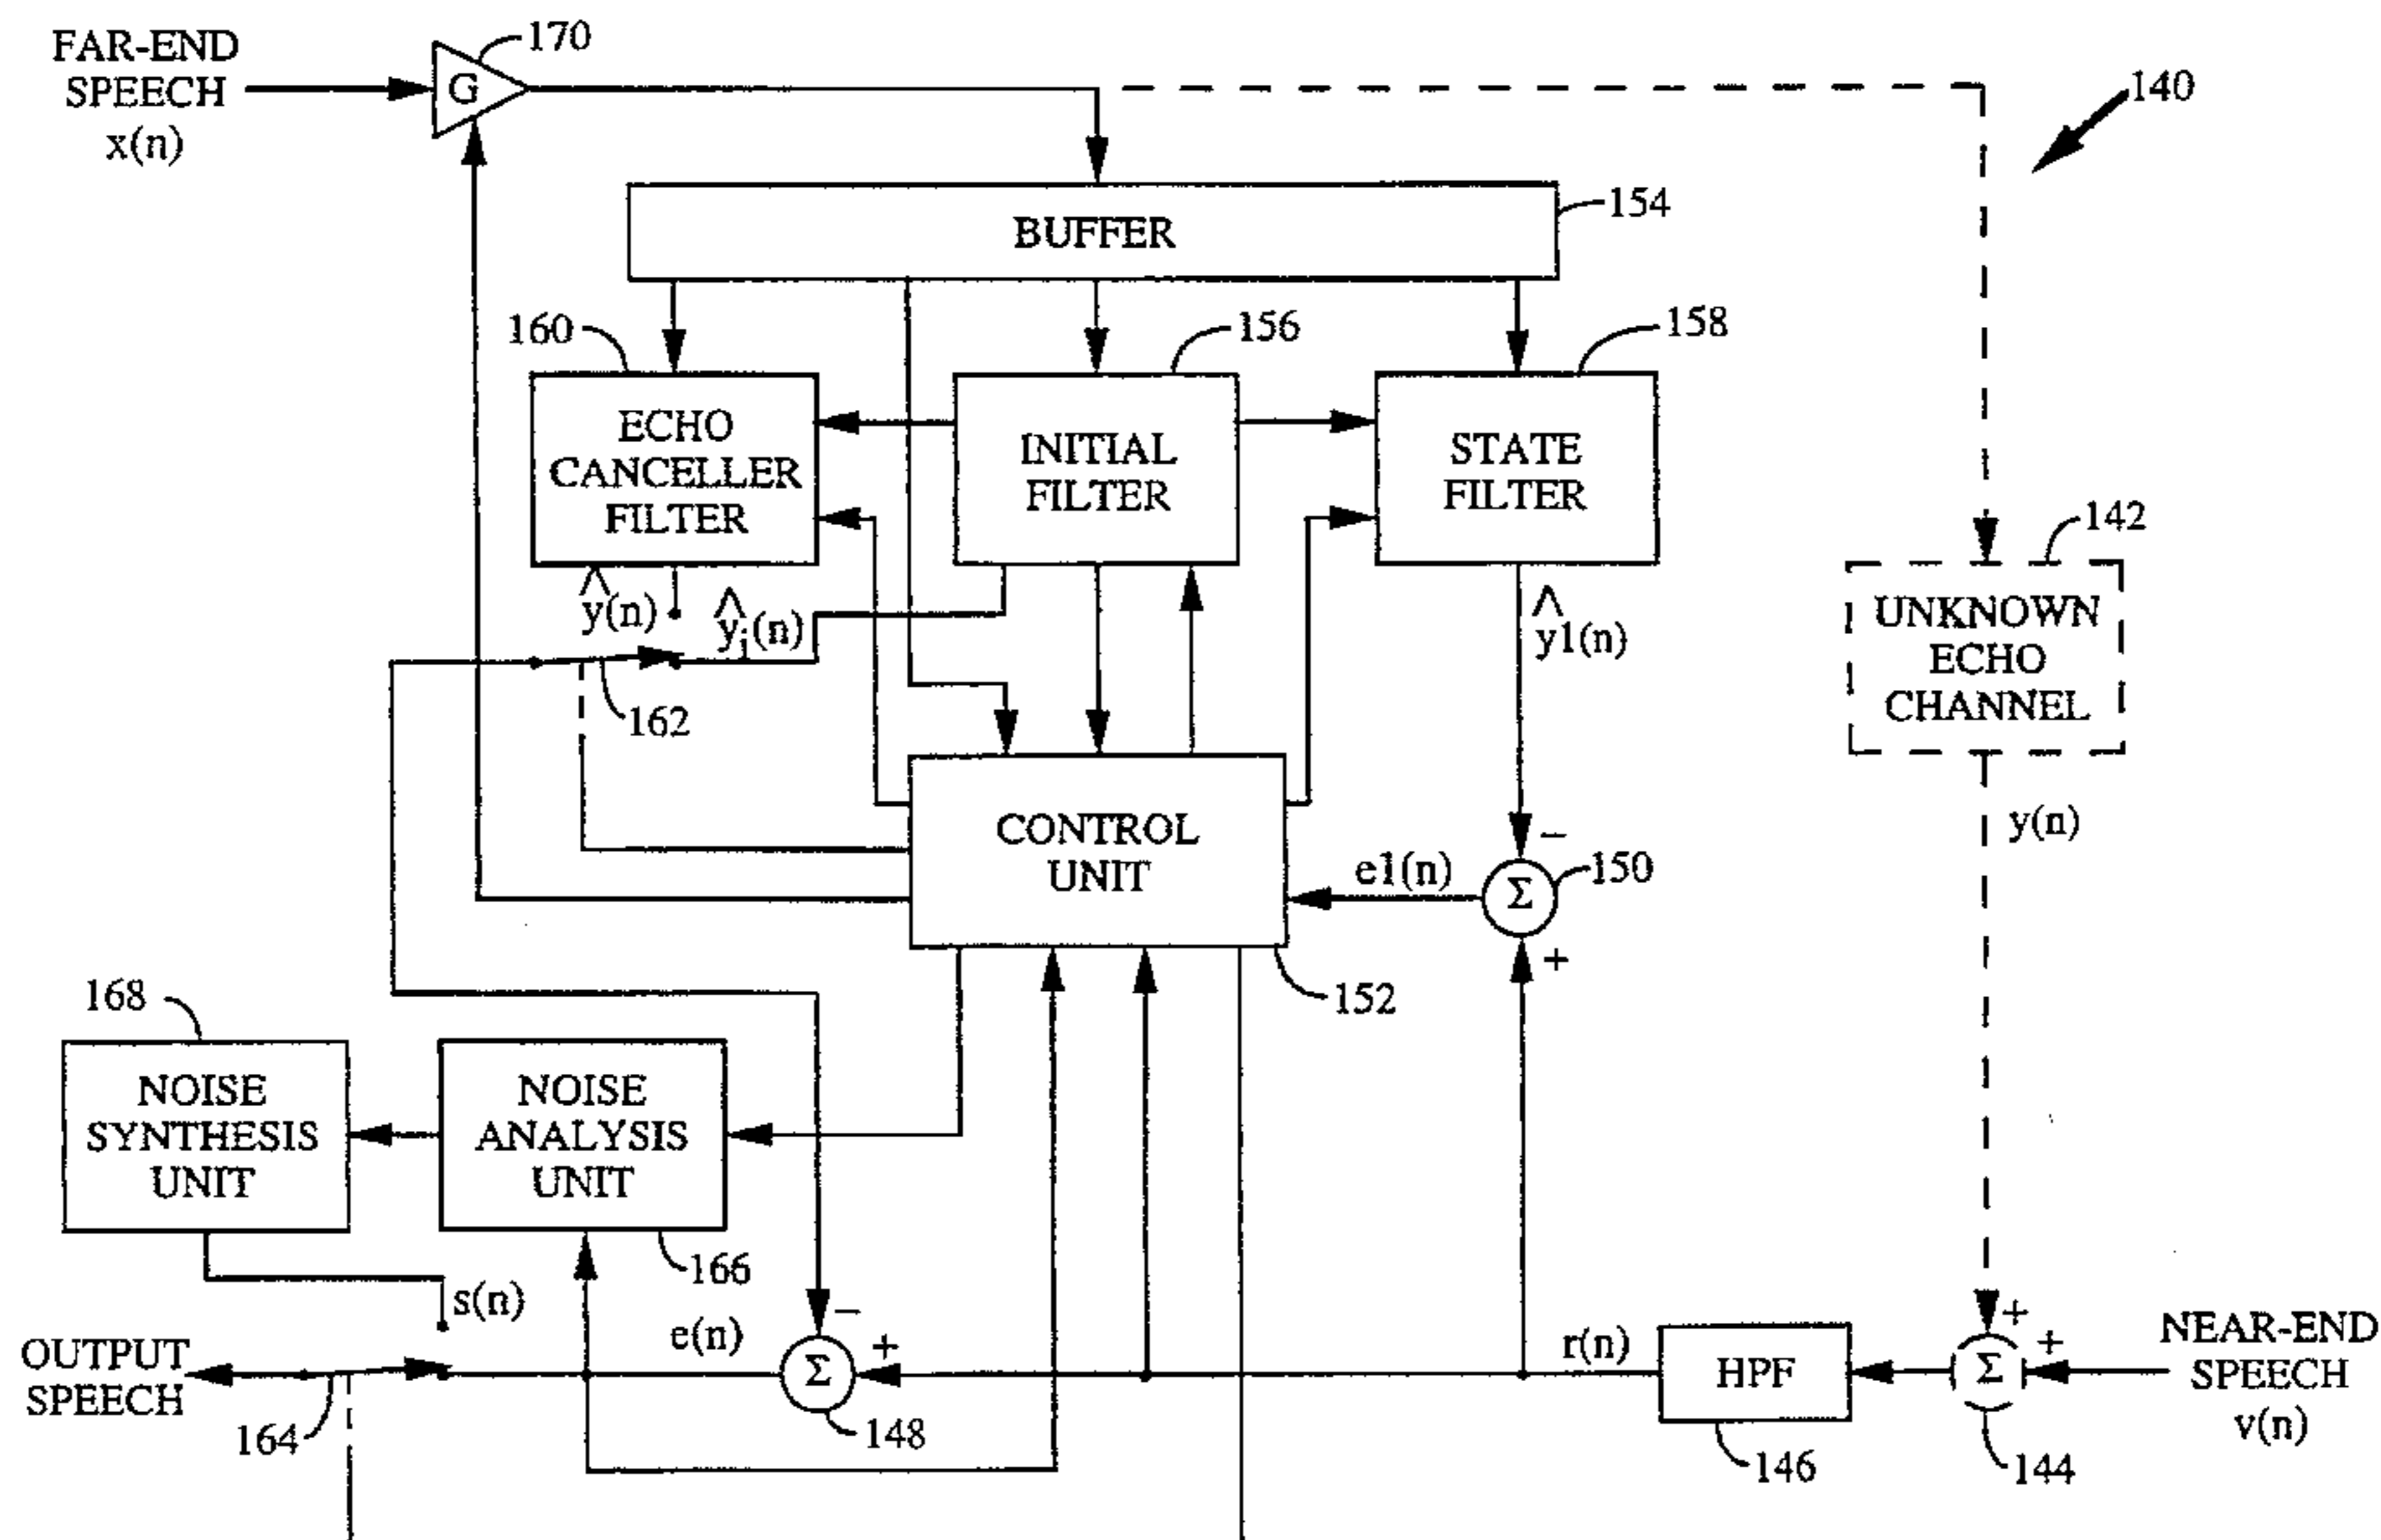 FAR-END
SPEECH
x(n)
G
170
140
BUFFER
154
160
156
158
ECHO
CANCELLER
FILTER
INITIAL
FILTER
STATE
FILTER
142
UNKNOWN
ECHO
CHANNEL
ŷ(n)
ŷi(n)
ŷ1(n)
162
CONTROL
UNIT
y(n)
−
e1(n)
Σ
150
+
152
168
NOISE
SYNTHESIS
UNIT
NOISE
ANALYSIS
UNIT
166
s(n)
e(n)
−
+
Σ
148
r(n)
HPF
146
+
+
Σ
144
NEAR-END
SPEECH
v(n)
OUTPUT
SPEECH
164